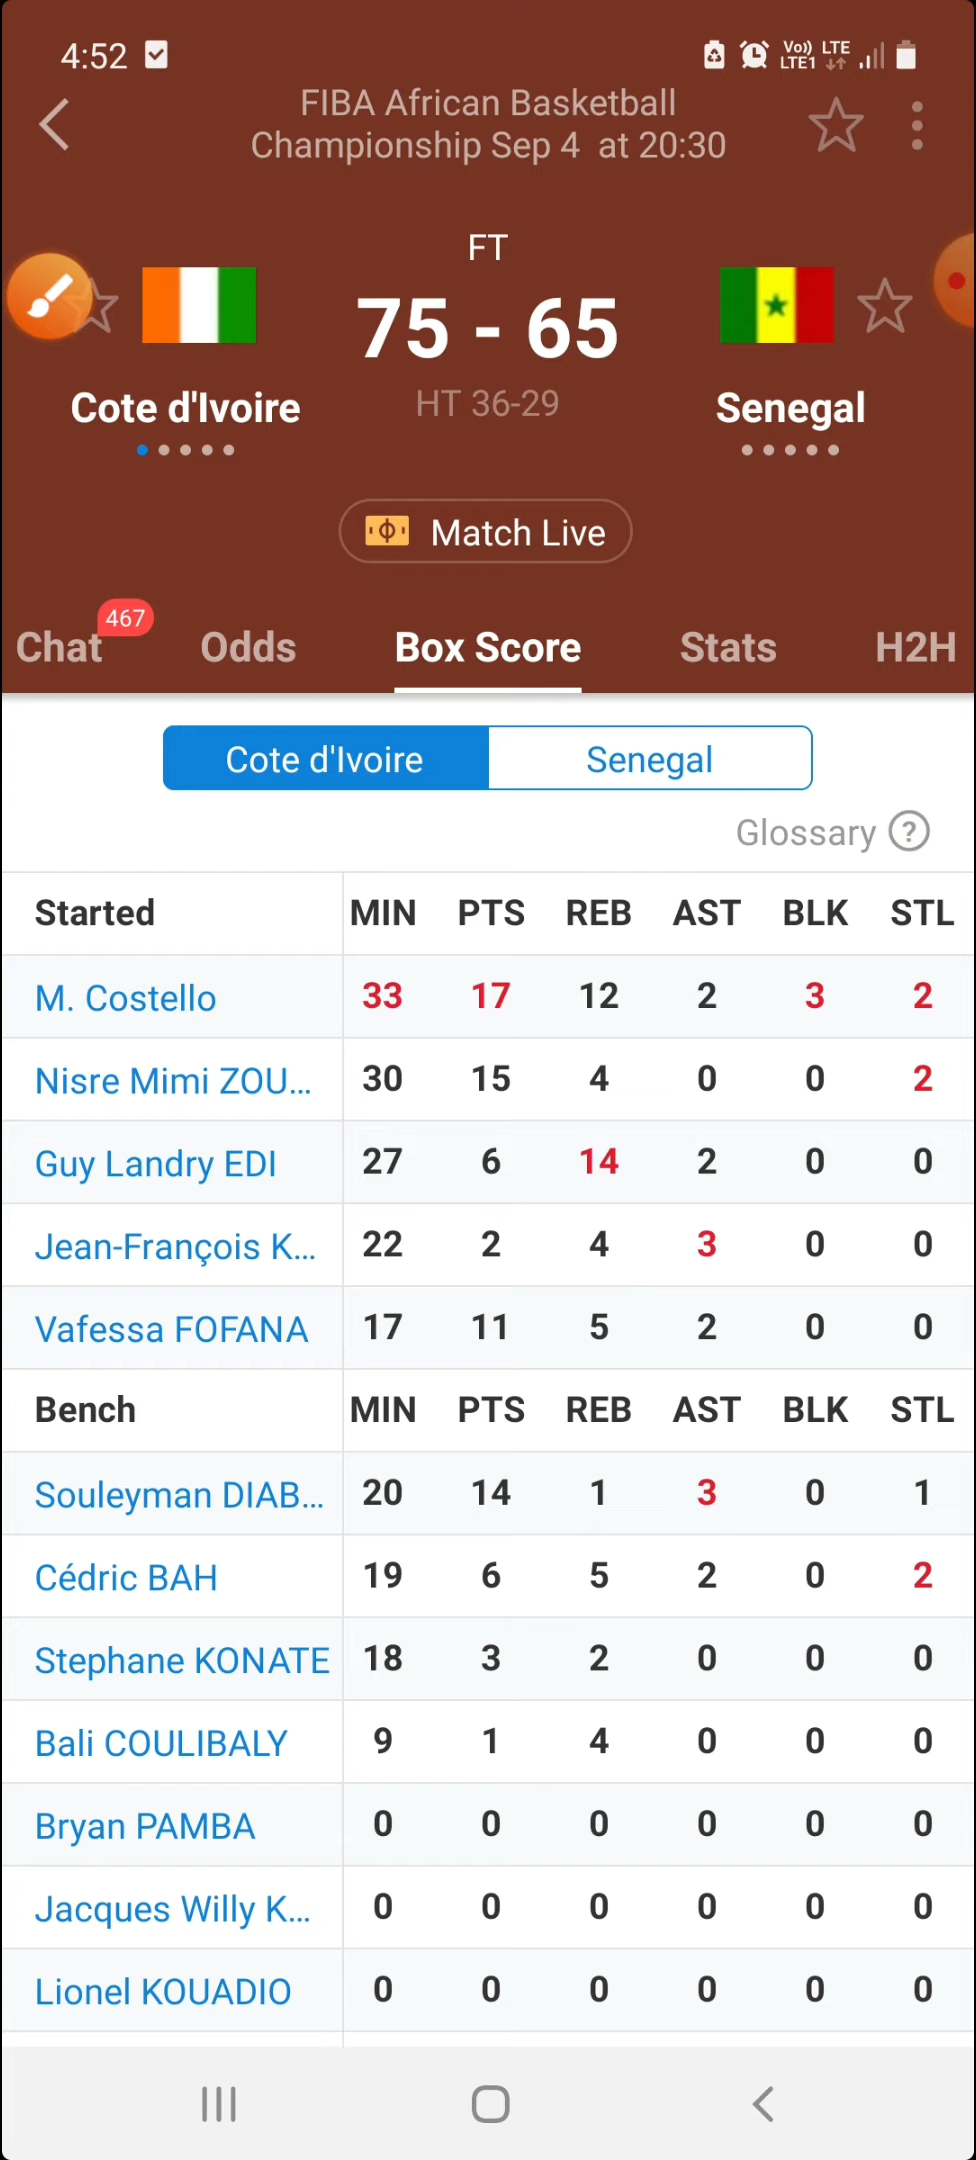 4:52
Vo)) LTE
LTE1
FIBA African Basketball
Championship Sep 4 at 20:30
FT
75 - 65
HT 36-29
Cote d'Ivoire Senegal
Match Live
467
Chat Odds Box Score Stats H2H
Cote d'Ivoire Senegal
Glossary ?
Started MIN PTS REB AST BLK STL
M. Costello 33 17 12 2 3 2
Nisre Mimi ZOU... 30 15 4 0 0 2
Guy Landry EDI 27 6 14 2 0 0
Jean-François K... 22 2 4 3 0 0
Vafessa FOFANA 17 11 5 2 0 0
Bench MIN PTS REB AST BLK STL
Souleyman DIAB... 20 14 1 3 0 1
Cédric BAH 19 6 5 2 0 2
Stephane KONATE 18 3 2 0 0 0
Bali COULIBALY 9 1 4 0 0 0
Bryan PAMBA 0 0 0 0 0 0
Jacques Willy K... 0 0 0 0 0 0
Lionel KOUADIO 0 0 0 0 0 0